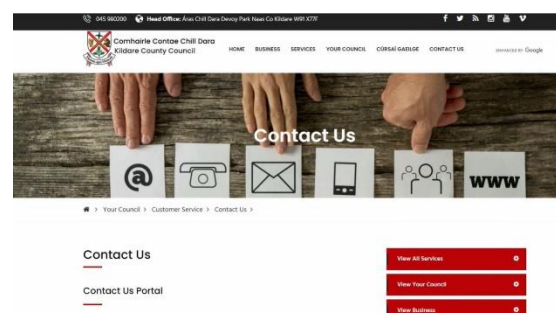 045 980200 Head Office: Áras Chill Dara Devoy Park Naas Co Kildare W91 X77F
Comhairle Contae Chill Dara
Kildare County Council
HOME BUSINESS SERVICES YOUR COUNCIL CÚRSAÍ GAEILGE CONTACT US
ENHANCED BY Google
Contact Us
@
www
> Your Council > Customer Service > Contact Us >
Contact Us
View All Services
Contact Us Portal
View Your Council
View Business